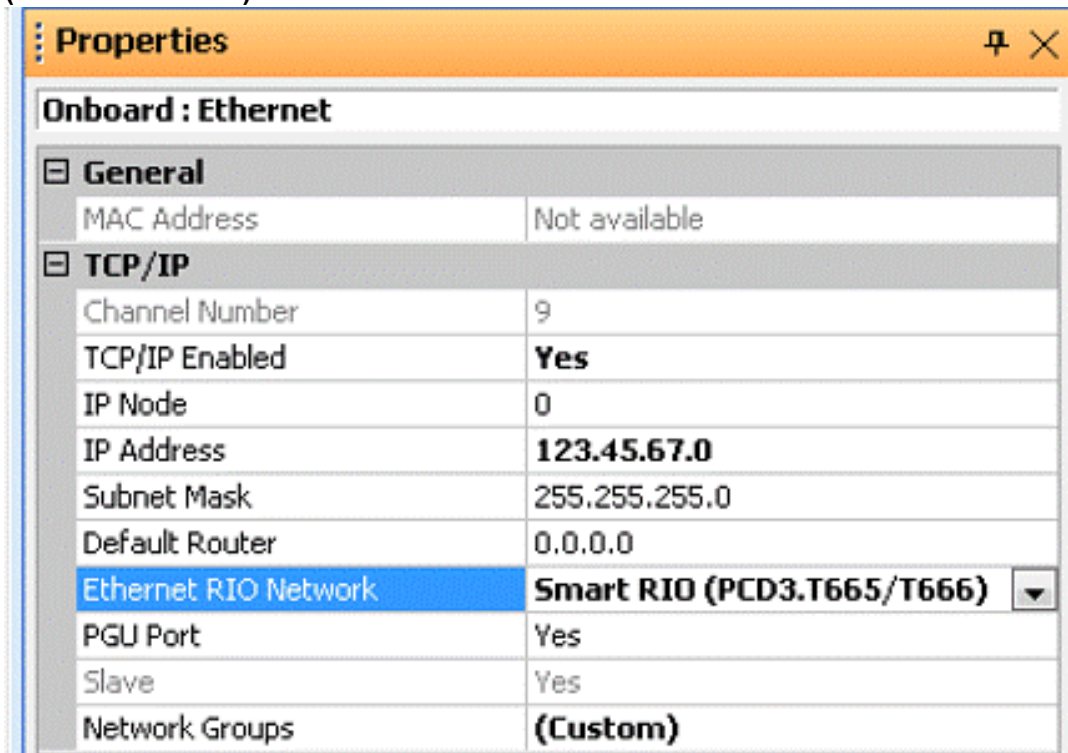 Properties
Onboard : Ethernet
General
MAC Address Not available
TCP/IP
Channel Number 9
TCP/IP Enabled Yes
IP Node 0
IP Address 123.45.67.0
Subnet Mask 255.255.255.0
Default Router 0.0.0.0
Ethernet RIO Network Smart RIO (PCD3.T665/T666)
PGU Port Yes
Slave Yes
Network Groups (Custom)